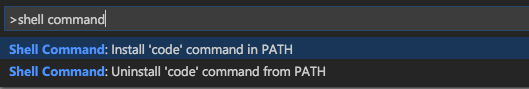 >shell command
Shell Command: Install 'code' command in PATH
Shell Command: Uninstall 'code' command from PATH